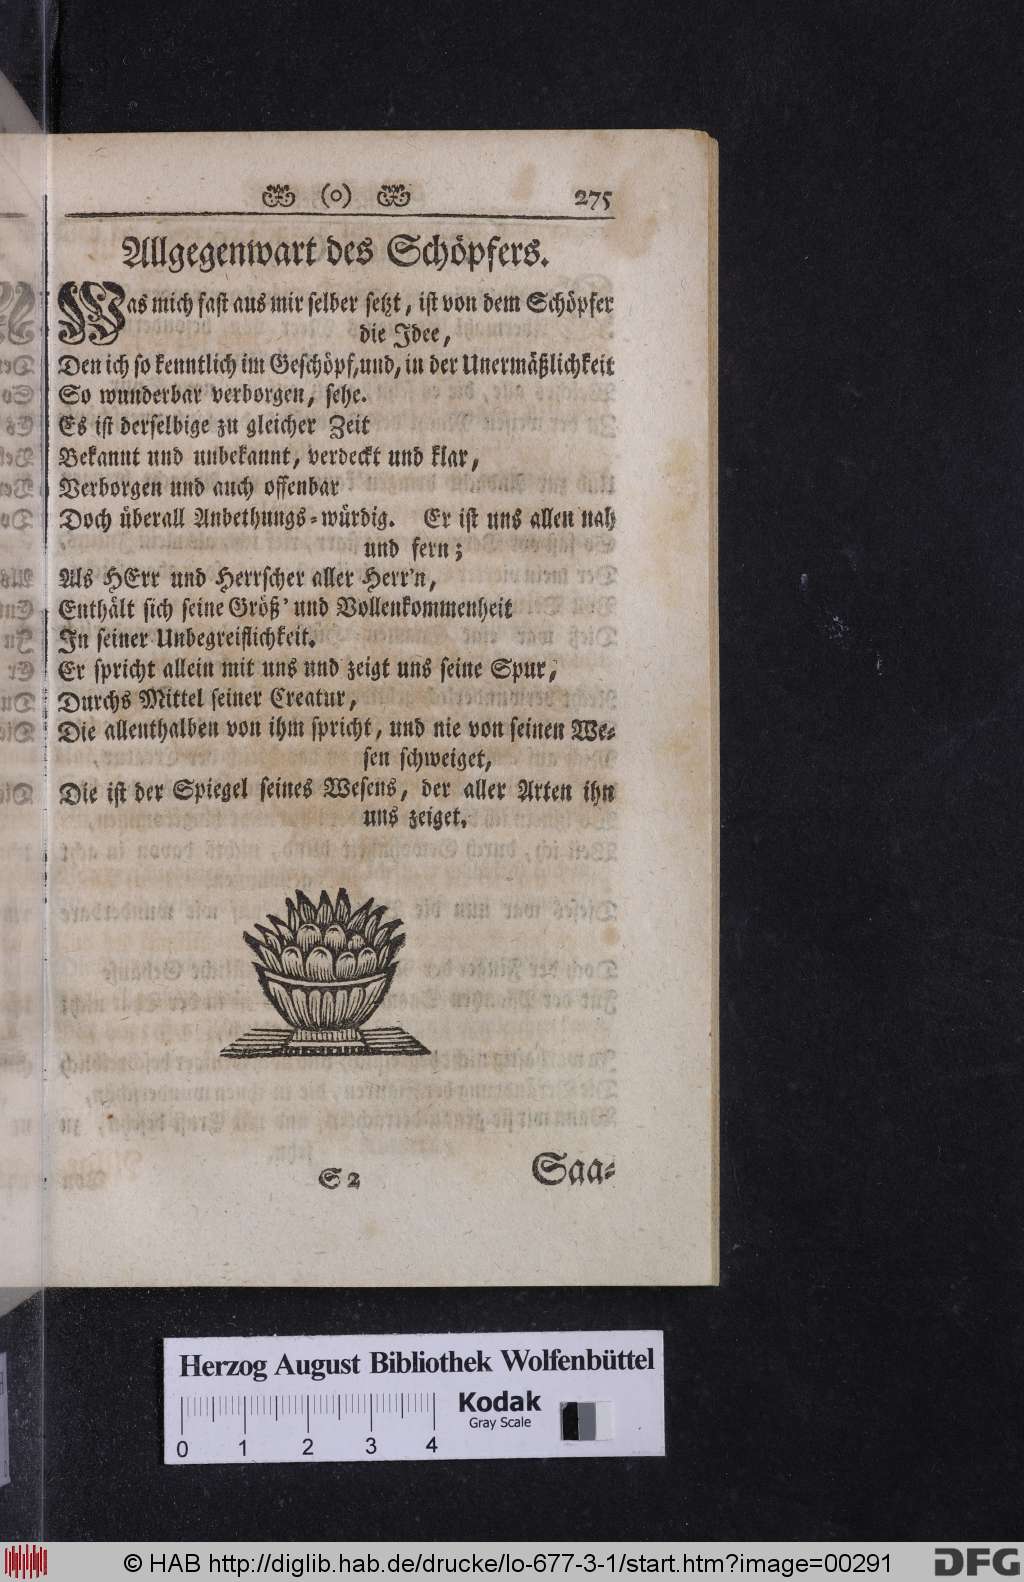 (o) 275
Allgegenwart des Schöpfers.
Was mich fast aus mir selber setzt, ist von dem Schöpfer
die Idee,
Den ich so kenntlich im Geschöpf, und, in der Unermäßlichkeit
So wunderbar verborgen, sehe.
Es ist derselbige zu gleicher Zeit
Bekannt und unbekannt, verdeckt und klar,
Verborgen und auch offenbar
Doch überall Anbethungs-würdig. Er ist uns allen nah
und fern;
Als HErr und Herrscher aller Herr'n,
Enthält sich seine Größ' und Vollenkommenheit
In seiner Unbegreiflichkeit.
Er spricht allein mit uns und zeigt uns seine Spur,
Durchs Mittel seiner Creatur,
Die allenthalben von ihm spricht, und nie von seinen We-
sen schweiget,
Die ist der Spiegel seines Wesens, der aller Arten ihn
uns zeiget.
S 2 Saa-
Herzog August Bibliothek Wolfenbüttel
Kodak
Gray Scale
0 1 2 3 4
© HAB http://diglib.hab.de/drucke/lo-677-3-1/start.htm?image=00291
DFG